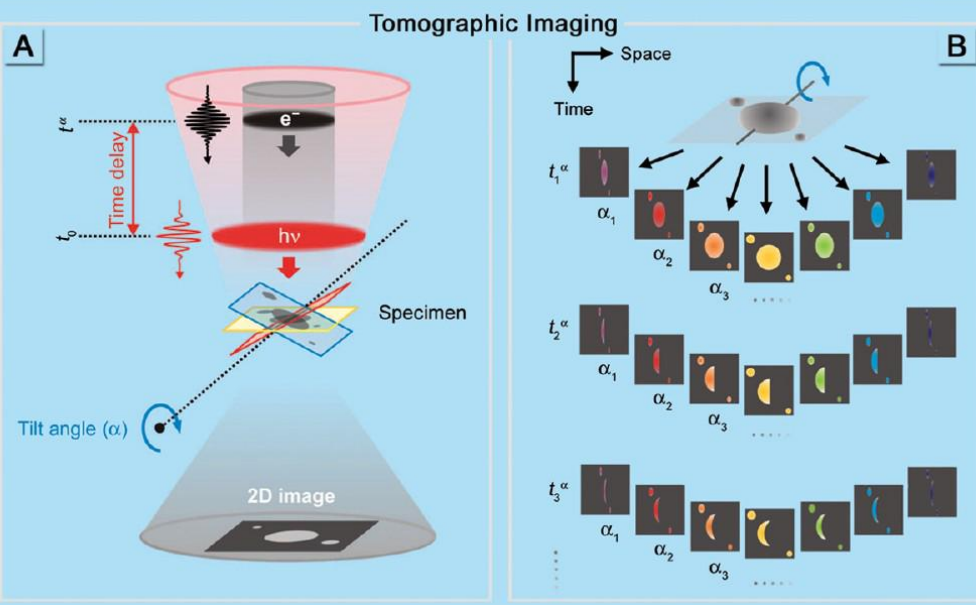 Tomographic Imaging
A
B
Space
Time
tα
e−
Time delay
t0
hν
Specimen
Tilt angle (α)
2D image
t1α
α1
α2
α3
t2α
α1
α2
α3
t3α
α1
α2
α3